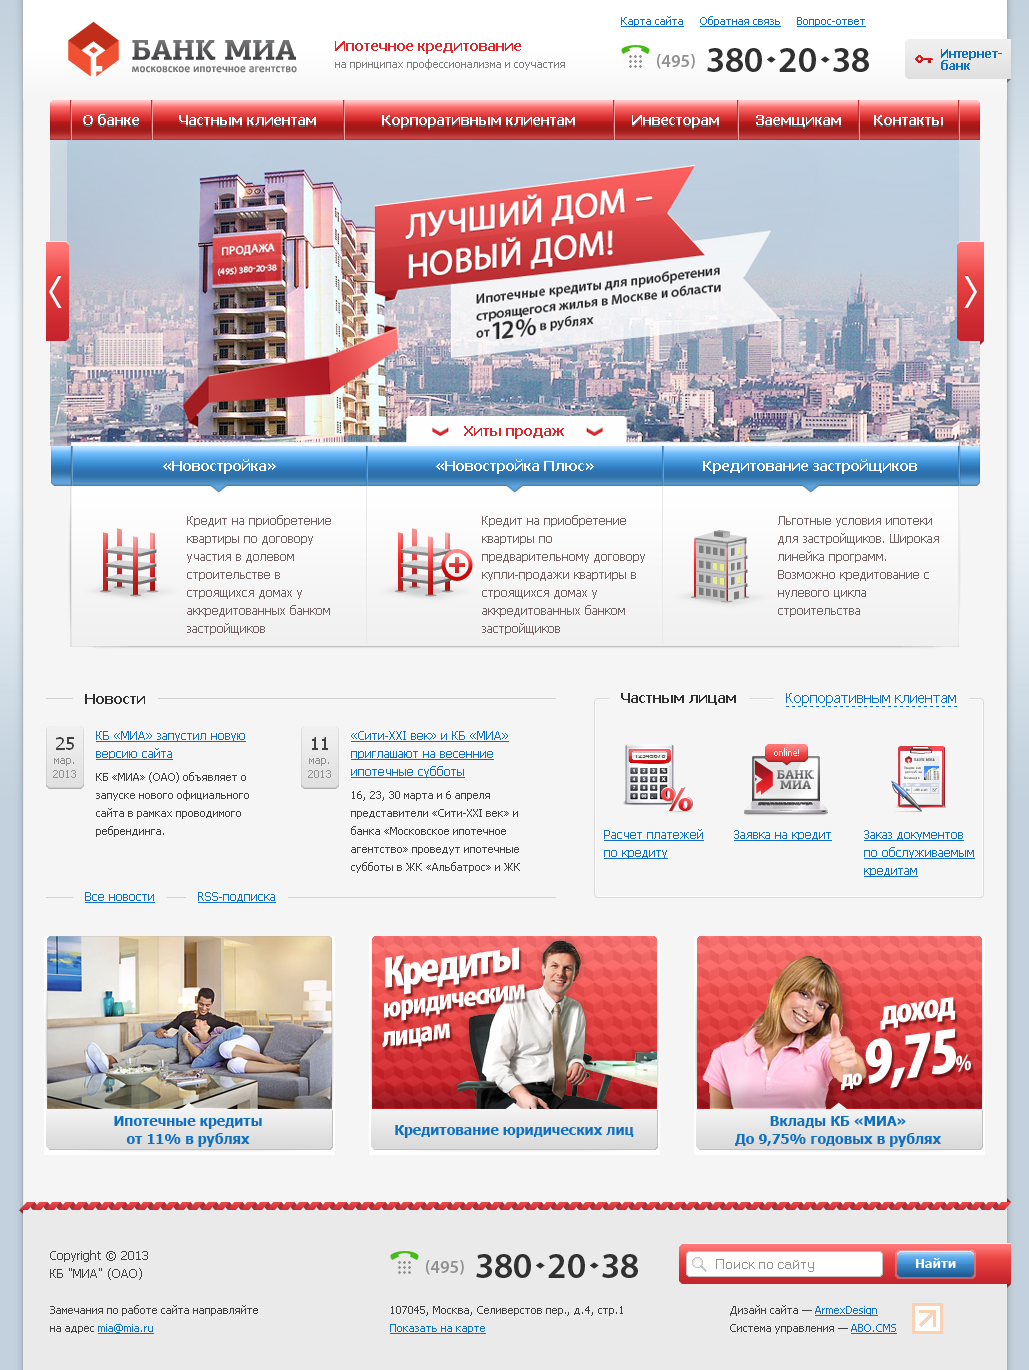 Карта сайта Обратная связь Вопрос-ответ
БАНК МИА
московское ипотечное агентство
Ипотечное кредитование
на принципах профессионализма и соучастия
(495) 380-20-38
Интернет-
банк
О банке Частным клиентам Корпоративным клиентам Инвесторам Заемщикам Контакты
ПРОДАЖА
(495) 380-20-38
ЛУЧШИЙ ДОМ –
НОВЫЙ ДОМ!
Ипотечные кредиты для приобретения
строящегося жилья в Москве и области
от 12% в рублях
Хиты продаж
«Новостройка» «Новостройка Плюс» Кредитование застройщиков
Кредит на приобретение
квартиры по договору
участия в долевом
строительстве в
строящихся домах у
аккредитованных банком
застройщиков
Кредит на приобретение
квартиры по
предварительному договору
купли-продажи квартиры в
строящихся домах у
аккредитованных банком
застройщиков
Льготные условия ипотеки
для застройщиков. Широкая
линейка программ.
Возможно кредитование с
нулевого цикла
строительства
Новости
25
мар.
2013
КБ «МИА» запустил новую
версию сайта
КБ «МИА» (ОАО) объявляет о
запуске нового официального
сайта в рамках проводимого
ребрендинга.
11
мар.
2013
«Сити-XXI век» и КБ «МИА»
приглашают на весенние
ипотечные субботы
16, 23, 30 марта и 6 апреля
представители «Сити-XXI век» и
банка «Московское ипотечное
агентство» проведут ипотечные
субботы в ЖК «Альбатрос» и ЖК
Все новости RSS-подписка
Частным лицам Корпоративным клиентам
online!
БАНК
МИА
БАНК МИА
Расчет платежей
по кредиту
Заявка на кредит
Заказ документов
по обслуживаемым
кредитам
Ипотечные кредиты
от 11% в рублях
Кредиты
юридическим
лицам
Кредитование юридических лиц
доход
до 9,75%
Вклады КБ «МИА»
До 9,75% годовых в рублях
Copyright © 2013
КБ "МИА" (ОАО)
(495) 380-20-38
Поиск по сайту
Найти
Замечания по работе сайта направляйте
на адрес mia@mia.ru
107045, Москва, Селиверстов пер., д.4, стр.1
Показать на карте
Дизайн сайта — ArmexDesign
Система управления — ABO.CMS